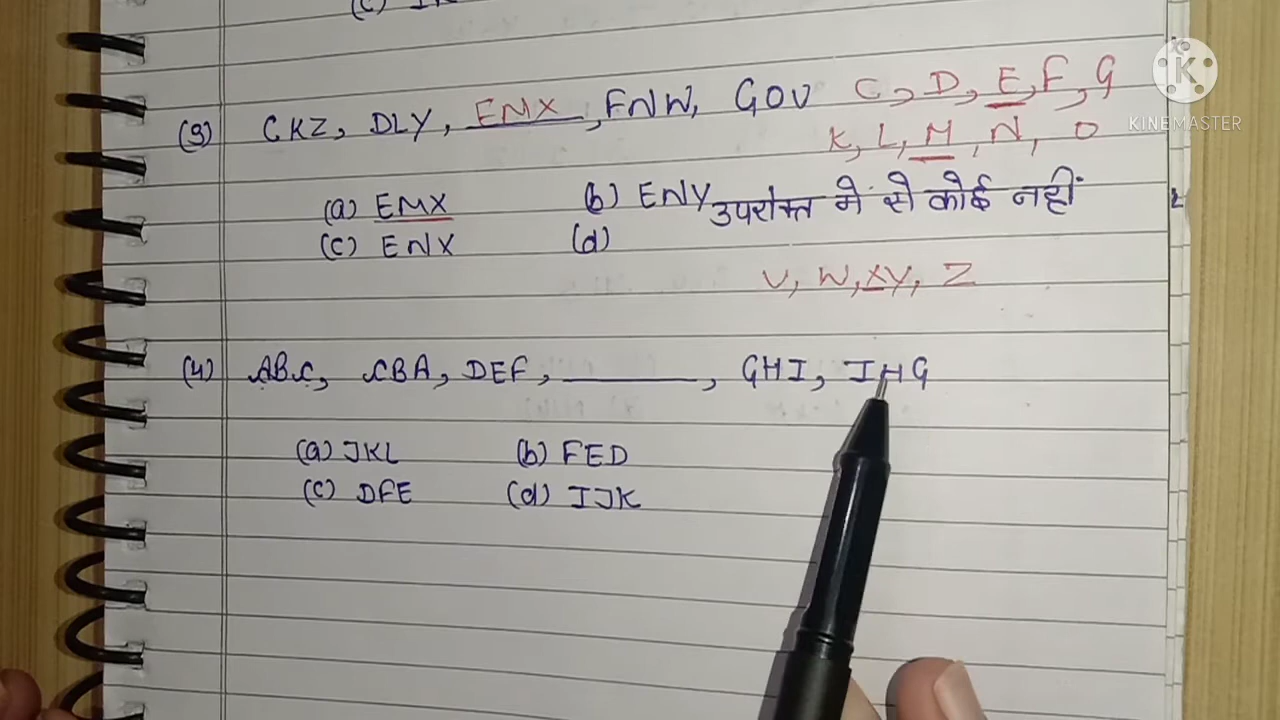 (3) CKZ, DLY, EMX, FNW, GOV C, D, E, F, G
K, L, M, N, O
KINEMASTER
(a) EMX (b) ENY उपरोक्त में से कोई नहीं
(c) ENX (d)
V, W, X Y, Z
(4) ABC, CBA, DEF, ______, GHI, IHG
(a) JKL (b) FED
(c) DFE (d) IJK